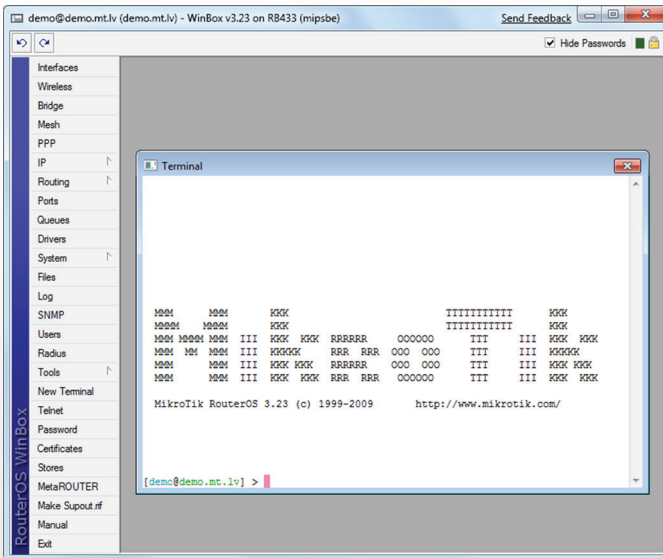 demo@demo.mt.lv (demo.mt.lv) - WinBox v3.23 on RB433 (mipsbe)
Send Feedback
Hide Passwords
Interfaces
Wireless
Bridge
Mesh
PPP
IP
Routing
Ports
Queues
Drivers
System
Files
Log
SNMP
Users
Radius
Tools
New Terminal
Telnet
Password
Certificates
Stores
MetaROUTER
Make Supout.rif
Manual
Exit
RouterOS WinBox
Terminal
MMM      MMM       KKK                          TTTTTTTTTTT      KKK
MMMM    MMMM       KKK                          TTTTTTTTTTT      KKK
MMM MMMM MMM  III  KKK  KKK  RRRRRR     OOOOOO      TTT     III  KKK  KKK
MMM  MM  MMM  III  KKKKK     RRR  RRR  OOO  OOO     TTT     III  KKKKK
MMM      MMM  III  KKK KKK   RRRRRR    OOO  OOO     TTT     III  KKK KKK
MMM      MMM  III  KKK  KKK  RRR  RRR   OOOOOO      TTT     III  KKK  KKK
MikroTik RouterOS 3.23 (c) 1999-2009       http://www.mikrotik.com/
[demo@demo.mt.lv] >